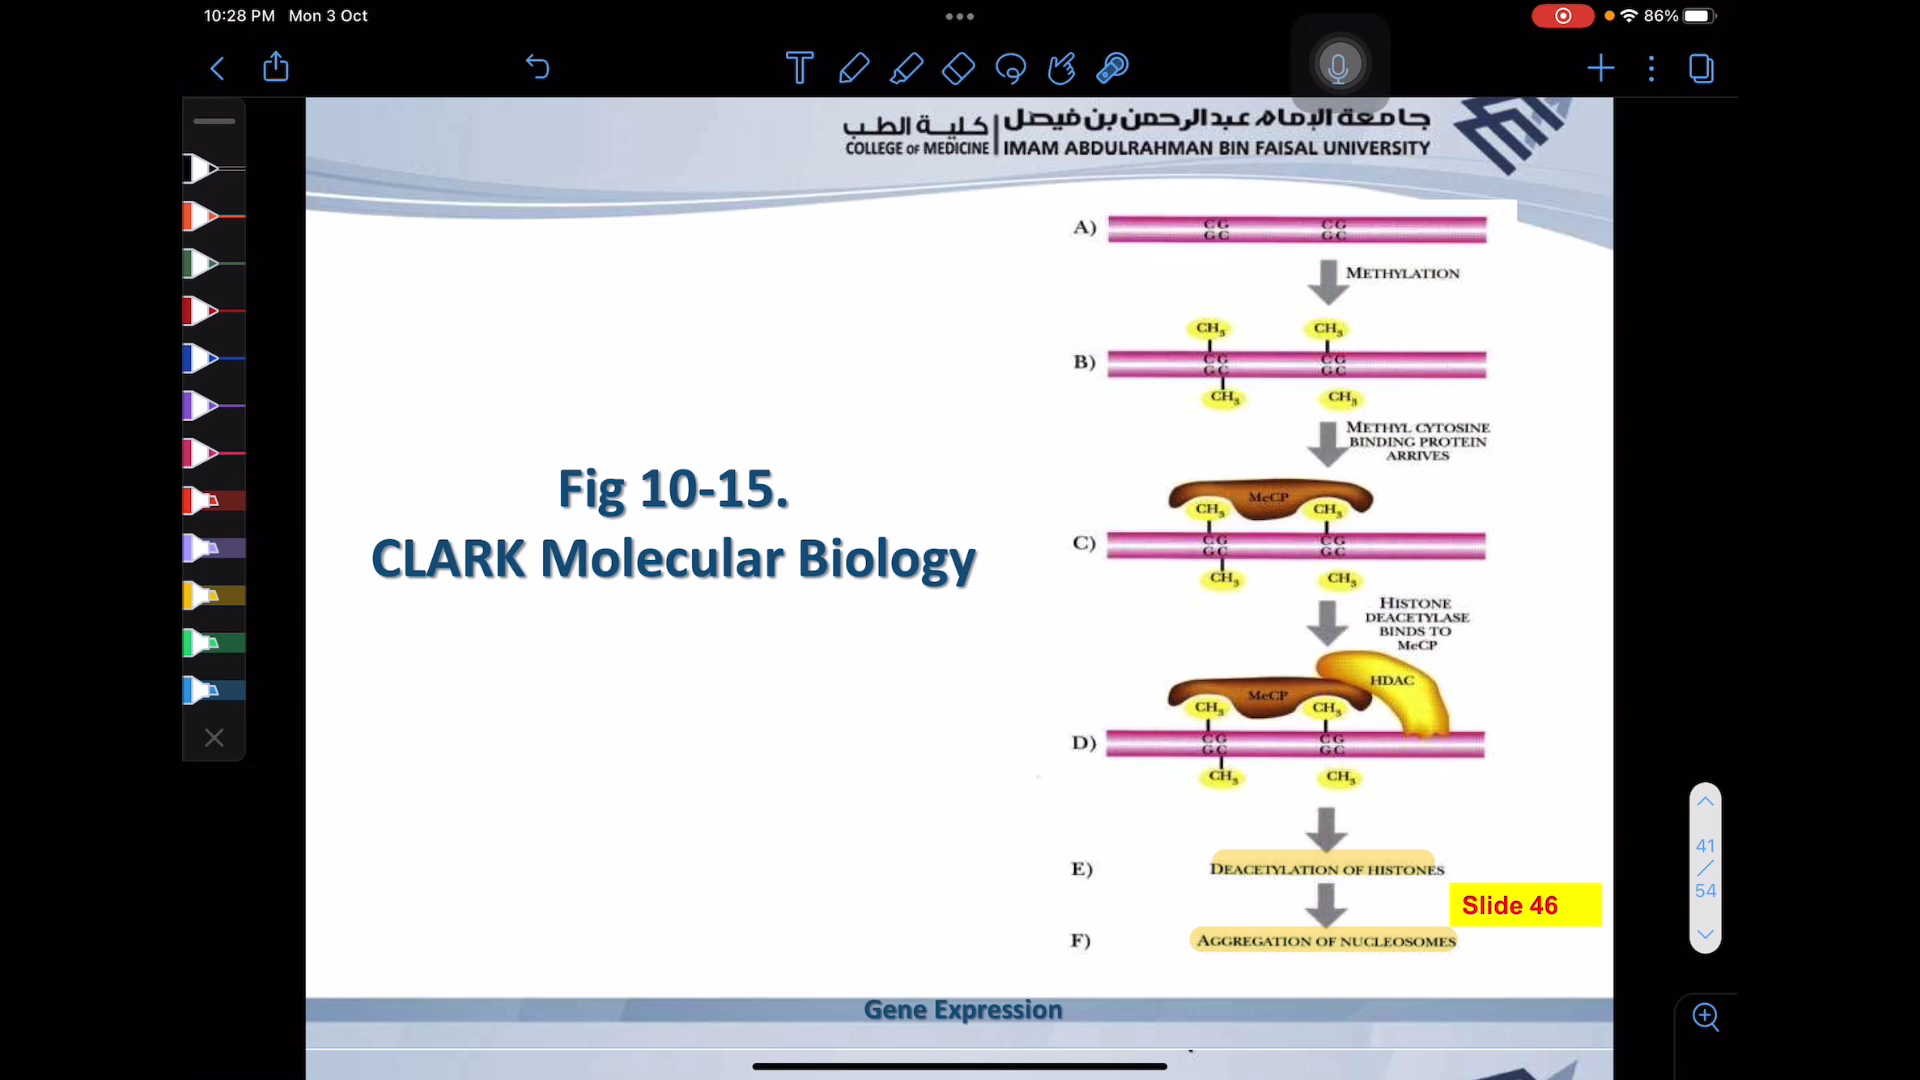 10:28 PM Mon 3 Oct
86%
جامعة الإمام عبدالرحمن بن فيصل
كلية الطب
IMAM ABDULRAHMAN BIN FAISAL UNIVERSITY
COLLEGE OF MEDICINE
Fig 10-15.
CLARK Molecular Biology
A)
CG CG
GC GC
METHYLATION
CH3 CH3
B)
CG CG
GC GC
CH3 CH3
METHYL CYTOSINE
BINDING PROTEIN
ARRIVES
MeCP
CH3 CH3
C)
CG CG
GC GC
CH3 CH3
HISTONE
DEACETYLASE
BINDS TO
MeCP
HDAC
MeCP
CH3 CH3
D)
CG CG
GC GC
CH3 CH3
E) DEACETYLATION OF HISTONES
Slide 46
F) AGGREGATION OF NUCLEOSOMES
Gene Expression
41
/
54